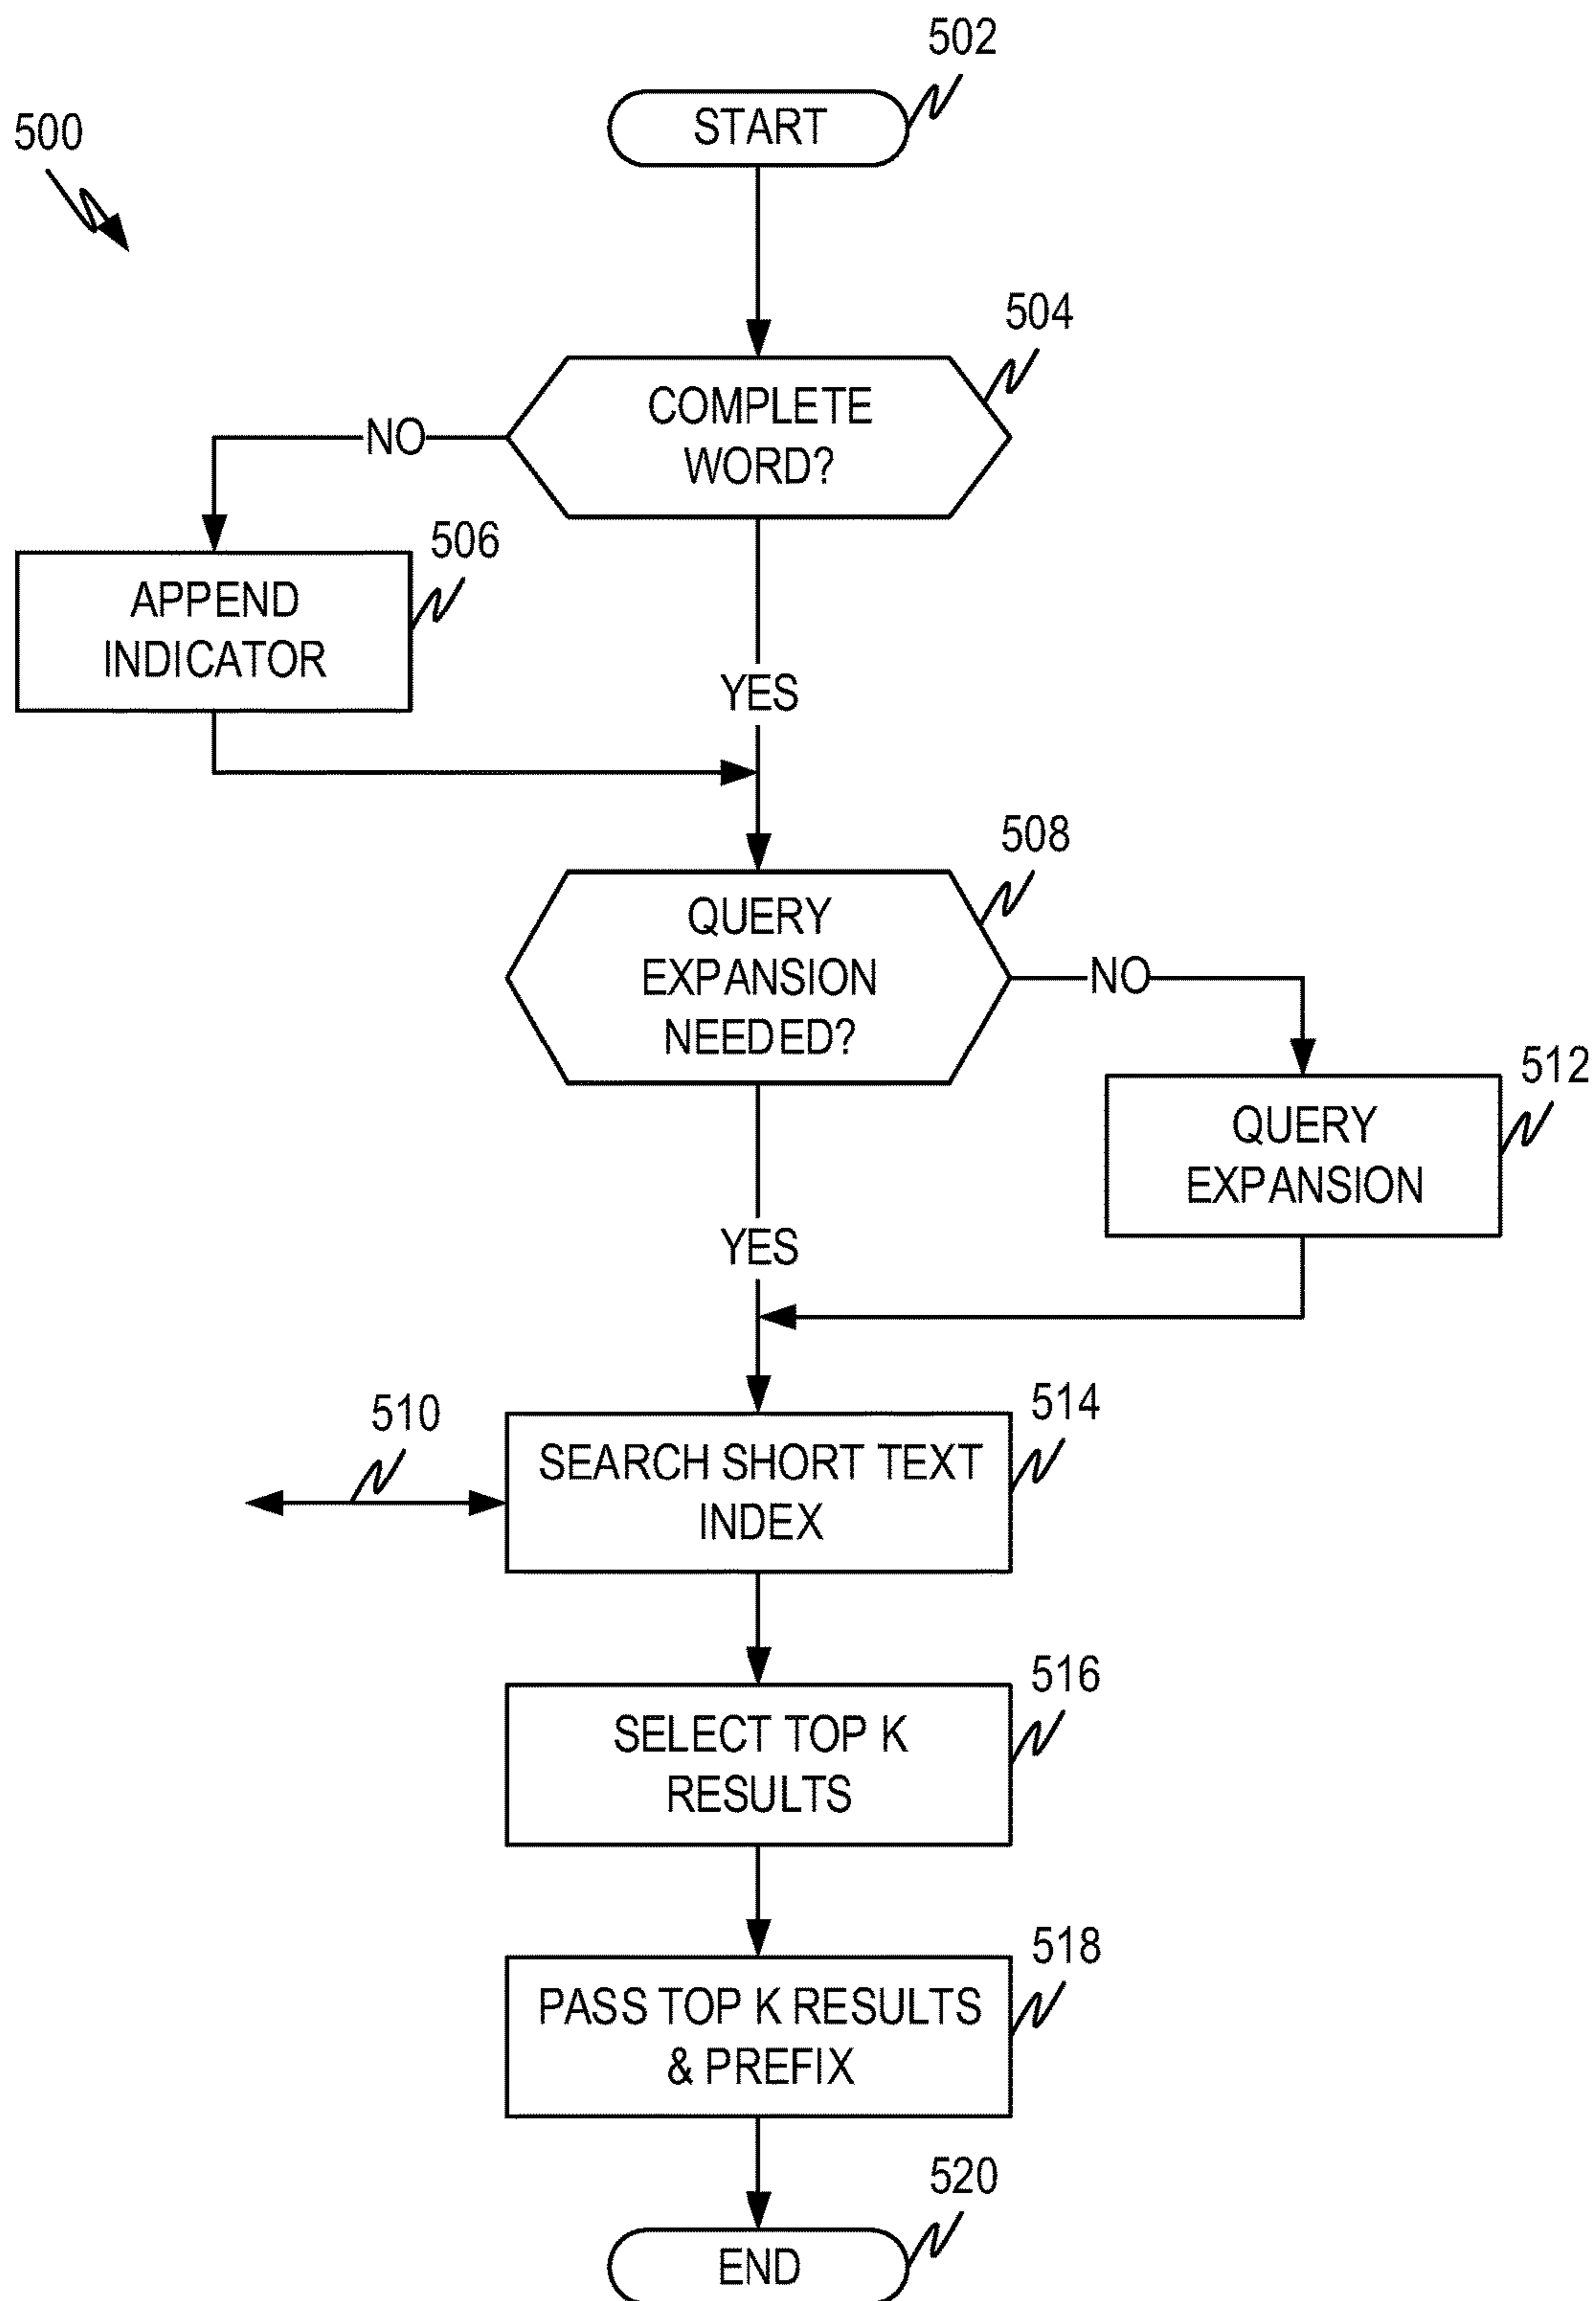 502
START
500
504
COMPLETE
WORD?
NO
506
APPEND
INDICATOR
YES
508
QUERY
EXPANSION
NEEDED?
NO
512
QUERY
EXPANSION
YES
510
514
SEARCH SHORT TEXT
INDEX
516
SELECT TOP K
RESULTS
518
PASS TOP K RESULTS
& PREFIX
520
END